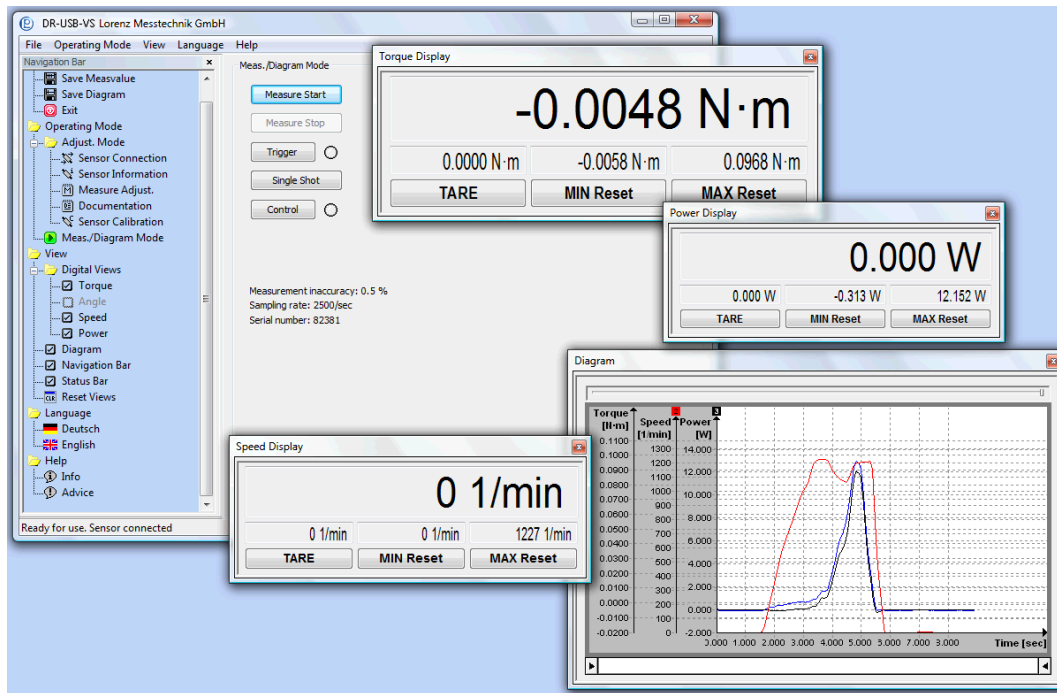 DR-USB-VS Lorenz Messtechnik GmbH
File Operating Mode View Language Help
Navigation Bar
Save Measvalue
Save Diagram
Exit
Operating Mode
Adjust. Mode
Sensor Connection
Sensor Information
Measure Adjust.
Documentation
Sensor Calibration
Meas./Diagram Mode
View
Digital Views
Torque
Angle
Speed
Power
Diagram
Navigation Bar
Status Bar
CLR Reset Views
Language
Deutsch
English
Help
Info
Advice
Ready for use. Sensor connected
Meas./Diagram Mode
Measure Start
Measure Stop
Trigger
Single Shot
Control
Measurement inaccuracy: 0.5 %
Sampling rate: 2500/sec
Serial number: 82381
Torque Display
-0.0048 N·m
0.0000 N·m -0.0058 N·m 0.0968 N·m
TARE MIN Reset MAX Reset
Power Display
0.000 W
0.000 W -0.313 W 12.152 W
TARE MIN Reset MAX Reset
Speed Display
0 1/min
0 1/min 0 1/min 1227 1/min
TARE MIN Reset MAX Reset
Diagram
3
Torque Speed Power
[N·m] [1/min] [W]
0.1100
0.1000 1300 14.000
0.0900 1200 12.000
0.0800 1100
0.0700 1000 10.000
0.0600 900
0.0500 800 8.000
0.0400 700
0.0300 600
0.0200 500 4.000
0.0100 400 2.000
0.0000 300
-0.0100 200 0.000
-0.0200 100
0 -2.000
1.000 2.000 3.000 4.000 5.000 6.000 7.000 Time [sec]